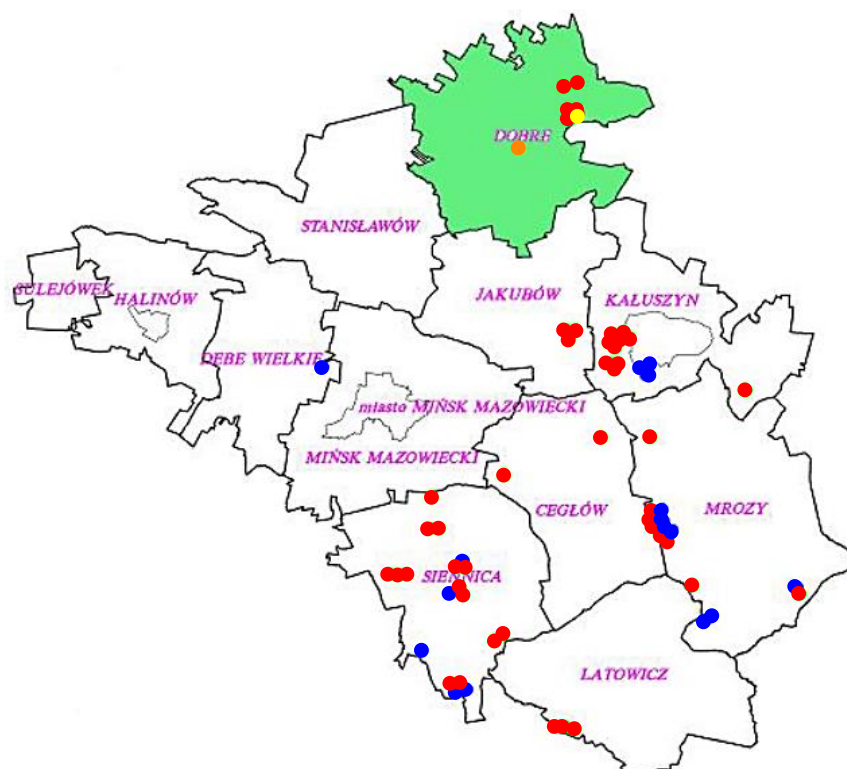 DOBRE
STANISŁAWÓW
SULEJÓWEK
HALINÓW
JAKUBÓW
KAŁUSZYN
DĘBE WIELKIE
miasto MIŃSK MAZOWIECKI
MIŃSK MAZOWIECKI
CEGŁÓW
MROZY
SIENNICA
LATOWICZ